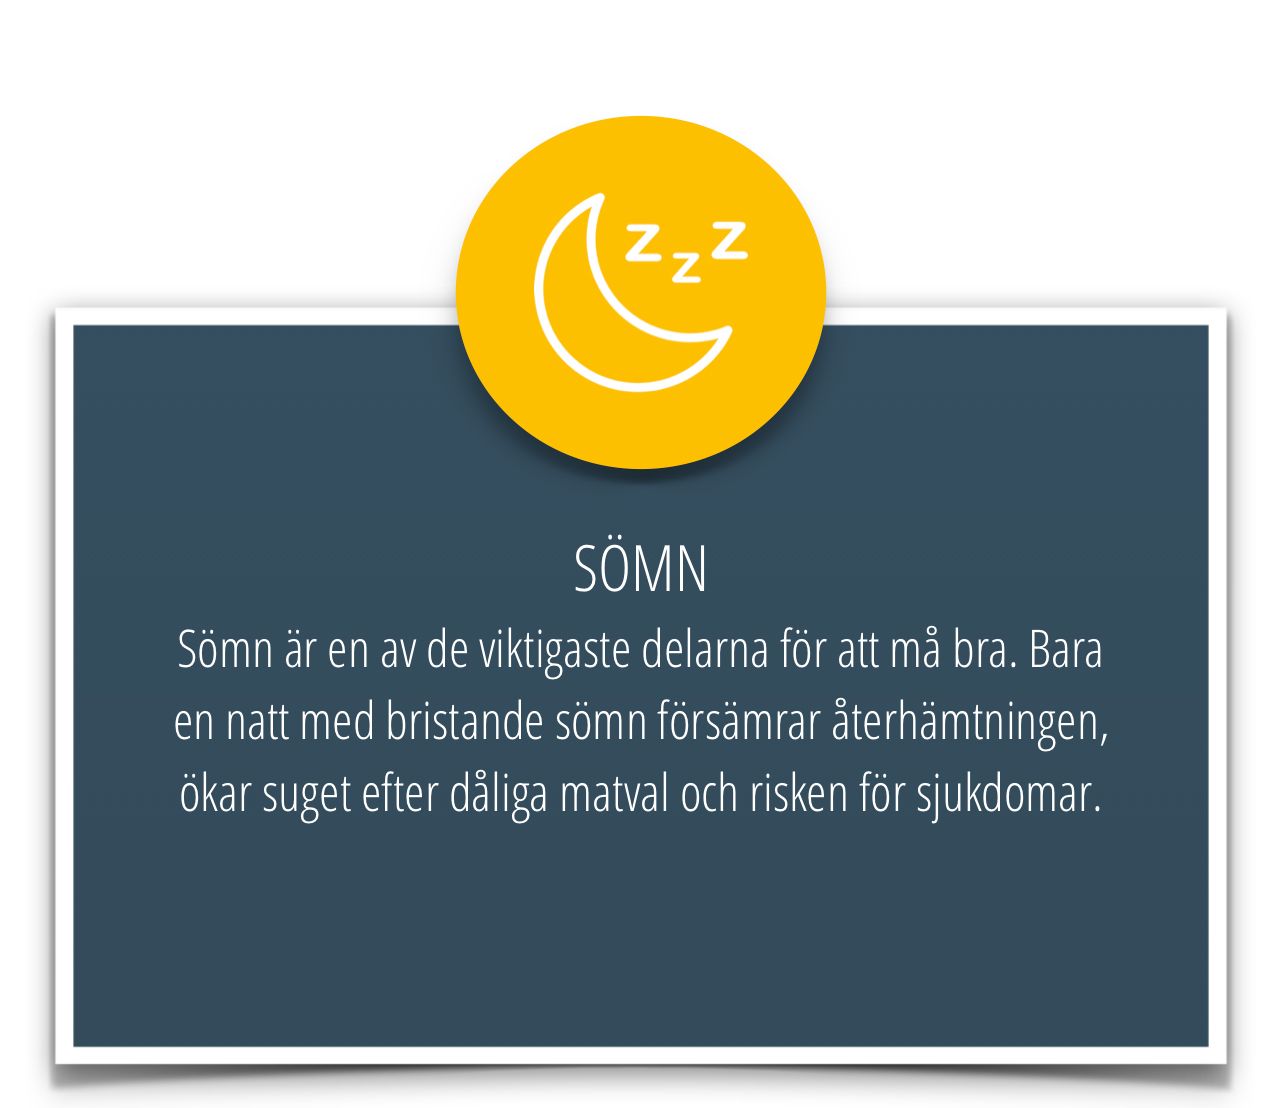 z z z
SÖMN
Sömn är en av de viktigaste delarna för att må bra. Bara
en natt med bristande sömn försämrar återhämtningen,
ökar suget efter dåliga matval och risken för sjukdomar.